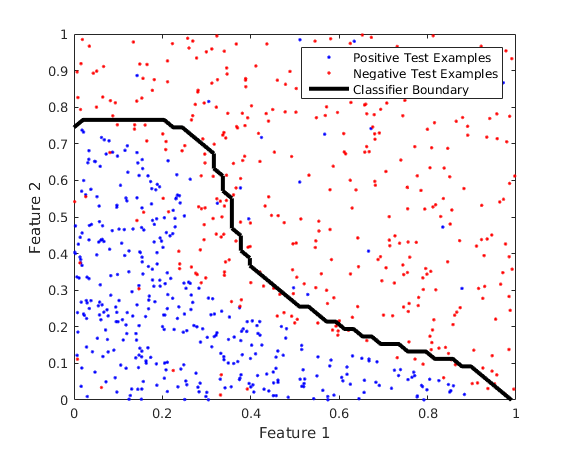 1
0.9
0.8
0.7
0.6
0.5
0.4
0.3
0.2
0.1
0
Feature 2
Positive Test Examples
Negative Test Examples
Classifier Boundary
0 0.2 0.4 0.6 0.8 1
Feature 1